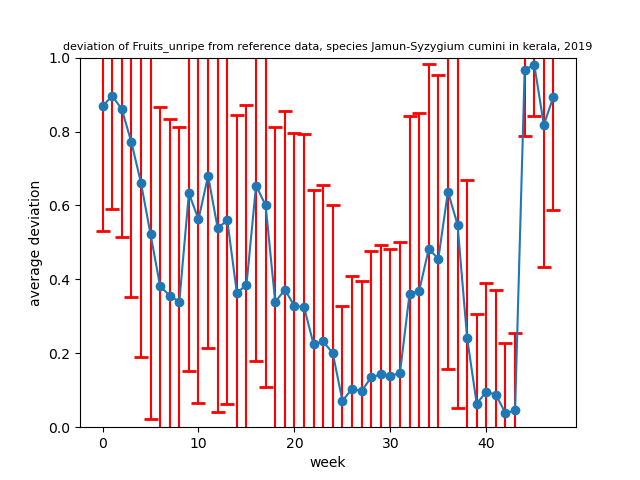 deviation of Fruits_unripe from reference data, species Jamun-Syzygium cumini in kerala, 2019
1.0
0.8
0.6
0.4
0.2
0.0
average deviation
0 10 20 30 40
week